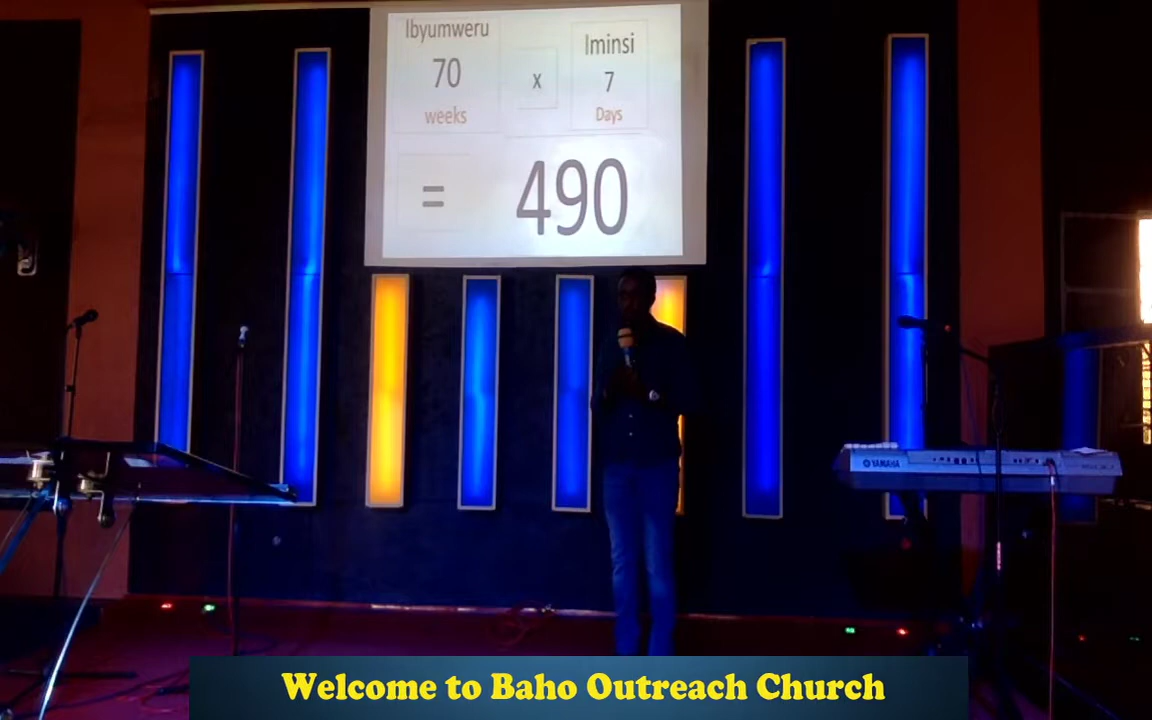 Ibyumweru
Iminsi
70
x
7
weeks
Days
=
490
YAMAHA
Welcome to Baho Outreach Church